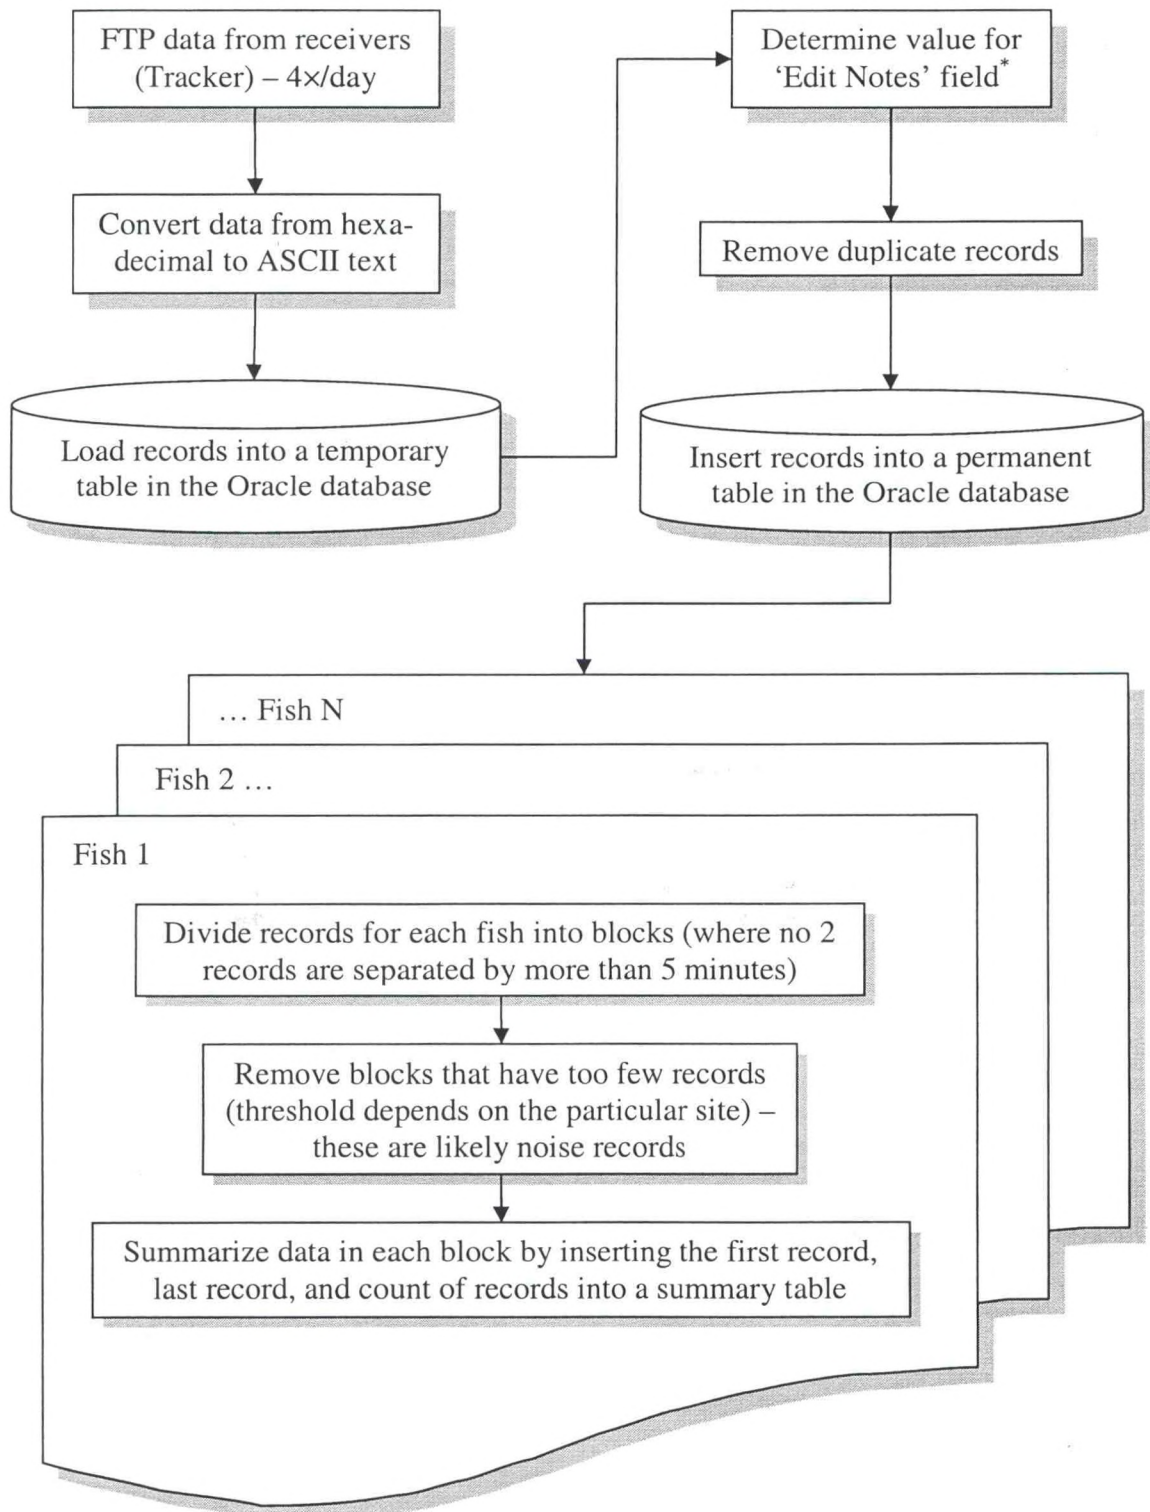 FTP data from receivers
(Tracker) – 4×/day
Convert data from hexa-
decimal to ASCII text
Load records into a temporary
table in the Oracle database
Determine value for
‘Edit Notes’ field*
Remove duplicate records
Insert records into a permanent
table in the Oracle database
… Fish N
Fish 2 …
Fish 1
Divide records for each fish into blocks (where no 2
records are separated by more than 5 minutes)
Remove blocks that have too few records
(threshold depends on the particular site) –
these are likely noise records
Summarize data in each block by inserting the first record,
last record, and count of records into a summary table